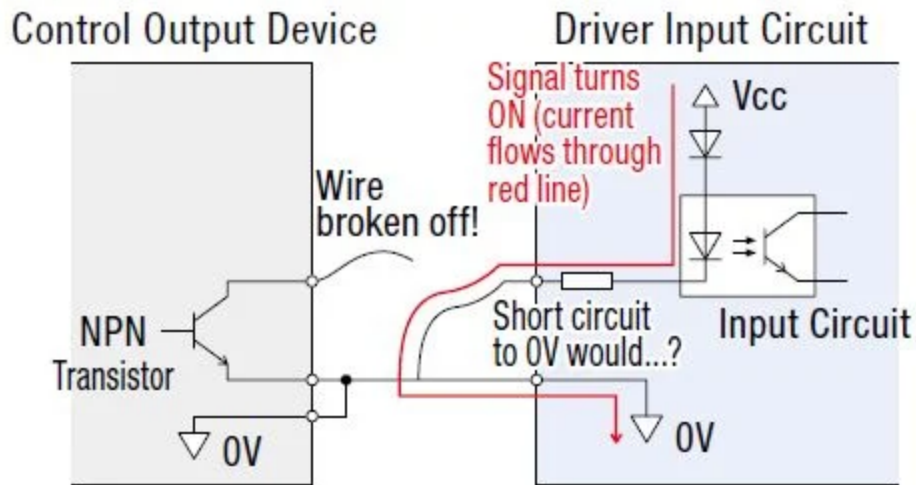 Control Output Device
Driver Input Circuit
Signal turns
ON (current
flows through
red line)
Vcc
Wire
broken off!
NPN
Transistor
Short circuit
to 0V would...?
Input Circuit
0V
0V